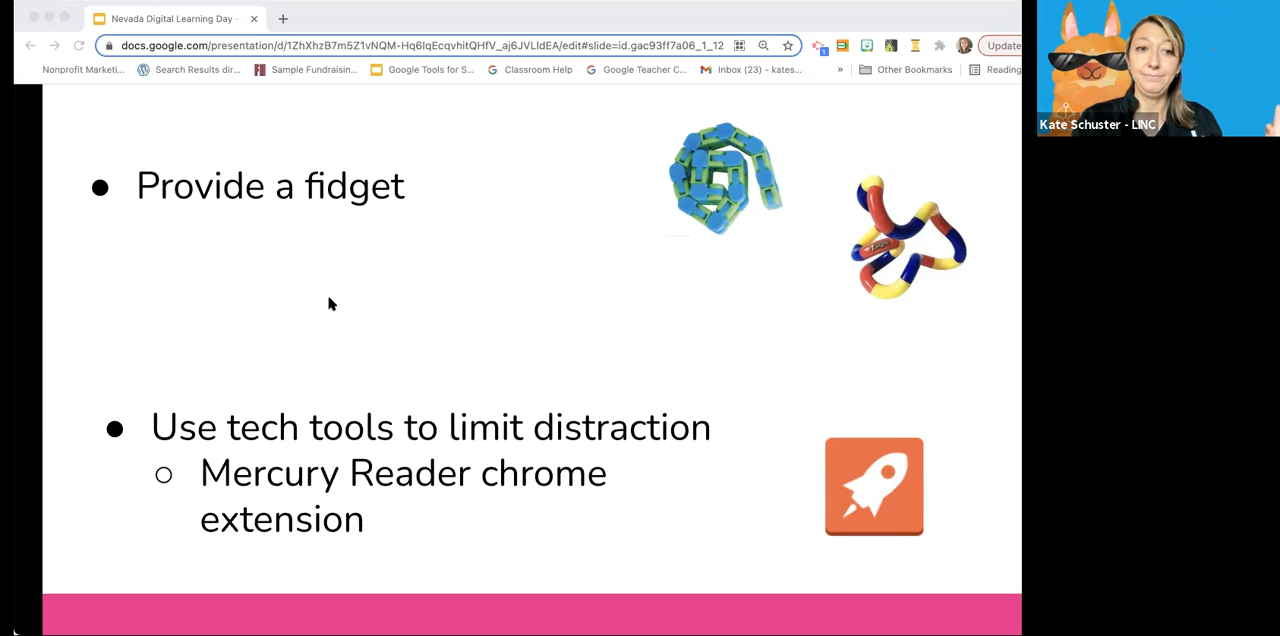 Nevada Digital Learning Day -
docs.google.com/presentation/d/1ZhXhzB7m5Z1vNQM-Hq6IqEcqvhitQHfV_aj6JVLIdEA/edit#slide=id.gac93ff7a06_1_12
1
Update
Nonprofit Marketi...
Search Results dir...
Sample Fundraisin...
Google Tools for S...
Classroom Help
Google Teacher C...
Inbox (23) - kates...
»
Other Bookmarks
Reading
Kate Schuster - LINC
● Provide a fidget
● Use tech tools to limit distraction
○ Mercury Reader chrome
extension